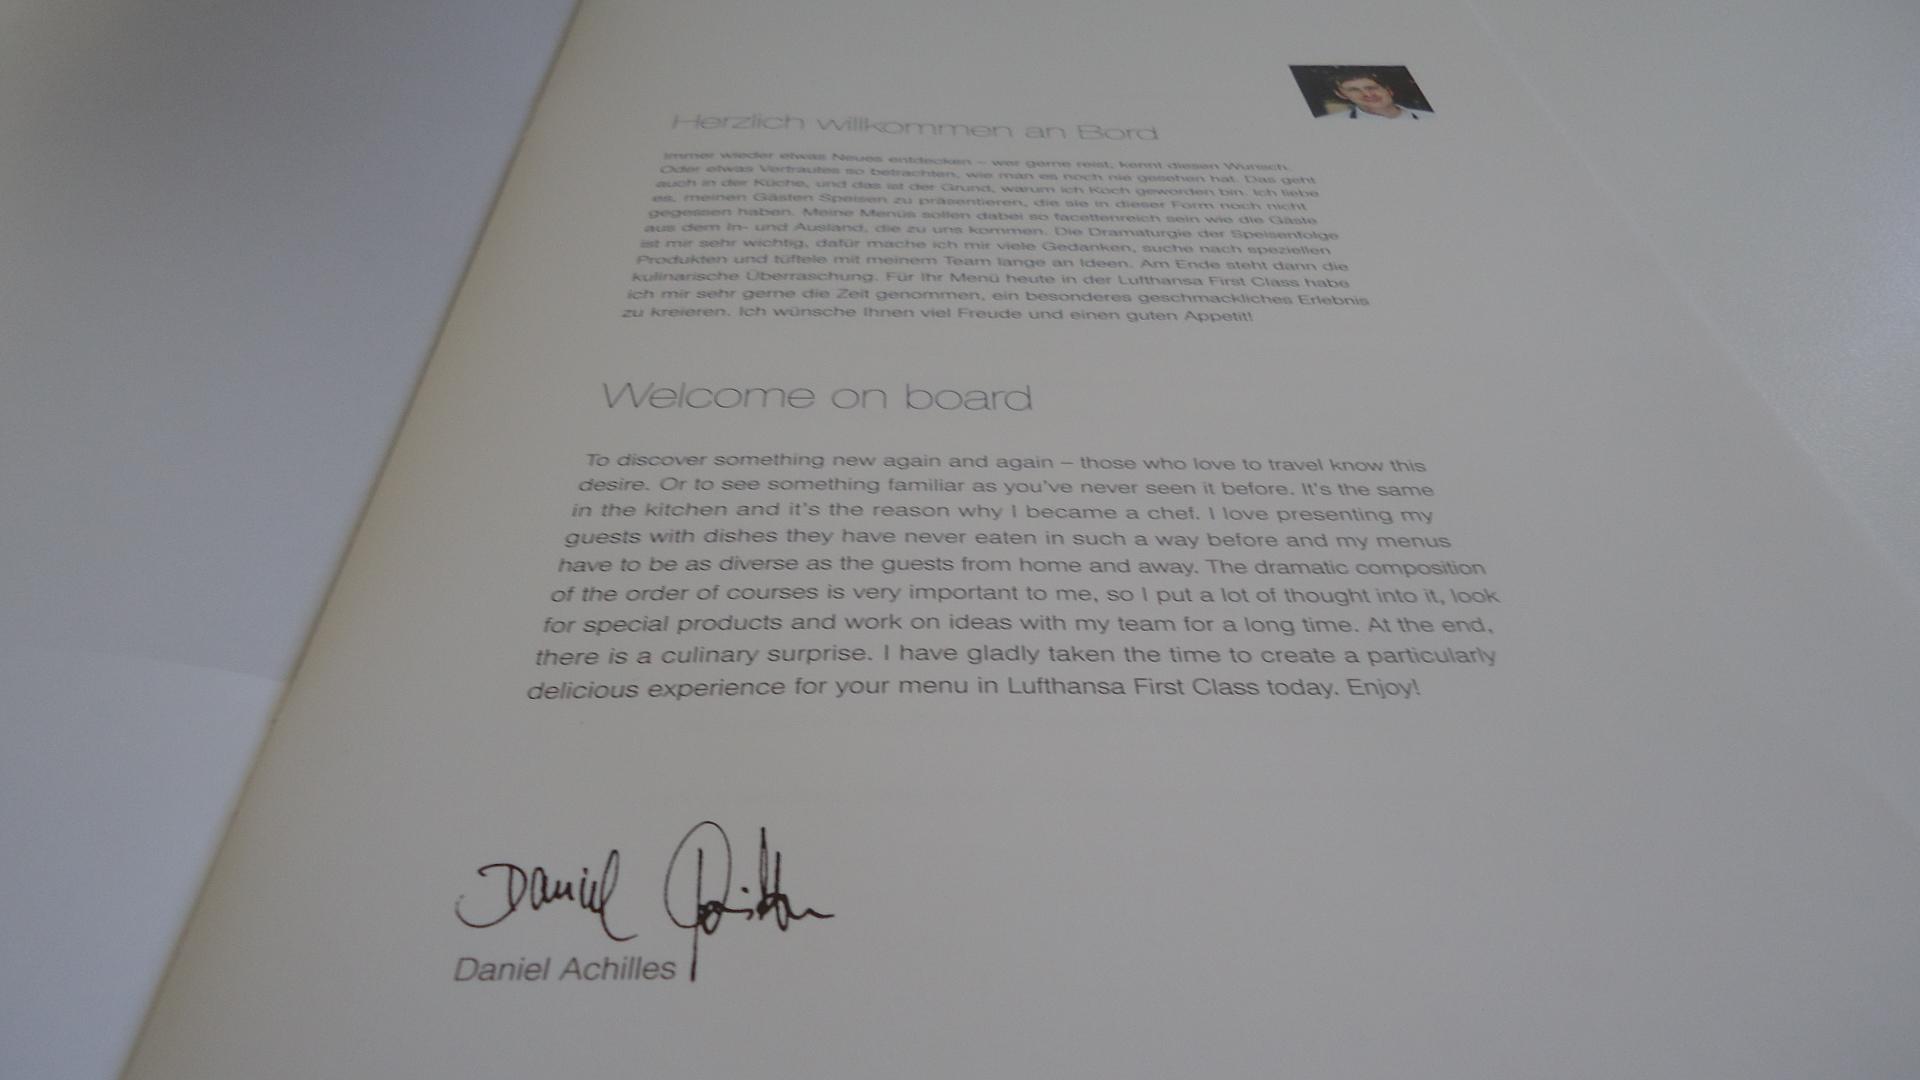 Herzlich willkommen an Bord
Immer wieder etwas Neues entdecken – wer gerne reist, kennt diesen Wunsch.
Oder etwas Vertrautes so betrachten, wie man es noch nie gesehen hat. Das geht
auch in der Küche, und das ist der Grund, warum ich Koch geworden bin. Ich liebe
es, meinen Gästen Speisen zu präsentieren, die sie in dieser Form noch nicht
gegessen haben. Meine Menüs sollen dabei so facettenreich sein wie die Gäste
aus dem In- und Ausland, die zu uns kommen. Die Dramaturgie der Speisenfolge
ist mir sehr wichtig, dafür mache ich mir viele Gedanken, suche nach speziellen
Produkten und tüftele mit meinem Team lange an Ideen. Am Ende steht dann die
kulinarische Überraschung. Für Ihr Menü heute in der Lufthansa First Class habe
ich mir sehr gerne die Zeit genommen, ein besonderes geschmackliches Erlebnis
zu kreieren. Ich wünsche Ihnen viel Freude und einen guten Appetit!
Welcome on board
To discover something new again and again – those who love to travel know this
desire. Or to see something familiar as you've never seen it before. It's the same
in the kitchen and it's the reason why I became a chef. I love presenting my
guests with dishes they have never eaten in such a way before and my menus
have to be as diverse as the guests from home and away. The dramatic composition
of the order of courses is very important to me, so I put a lot of thought into it, look
for special products and work on ideas with my team for a long time. At the end,
there is a culinary surprise. I have gladly taken the time to create a particularly
delicious experience for your menu in Lufthansa First Class today. Enjoy!
Daniel
Daniel Achilles